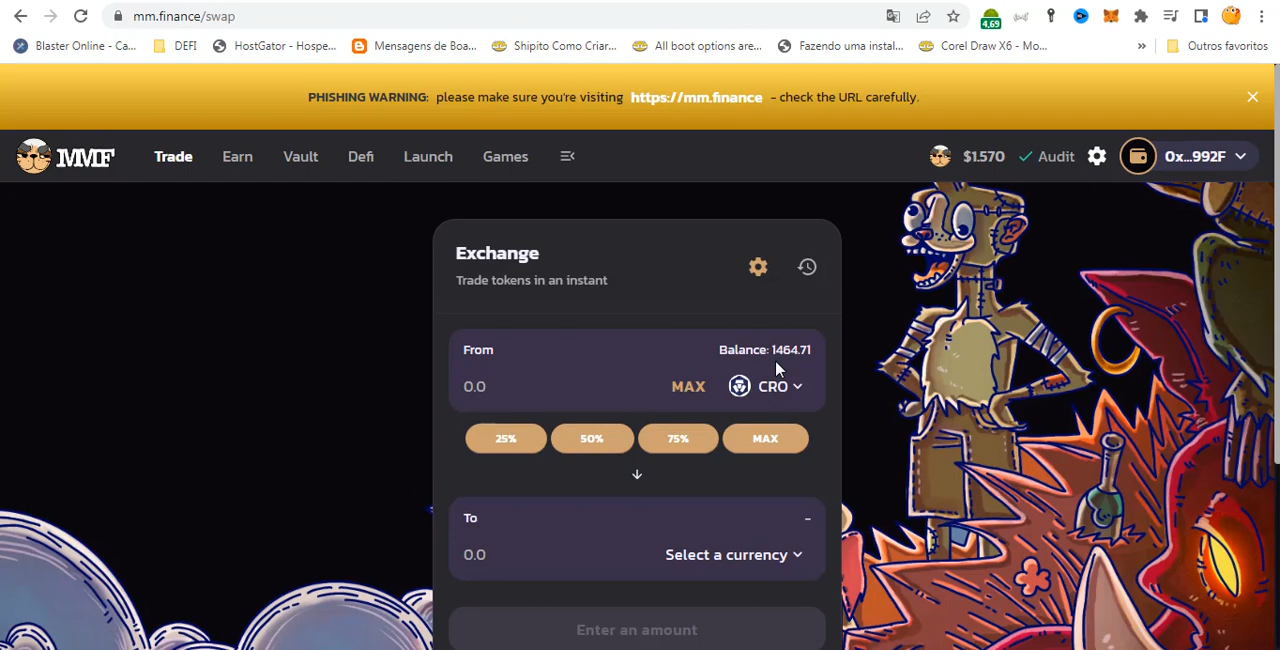 mm.finance/swap
4,69
Blaster Online - Ca...
DEFI
HostGator - Hospe...
Mensagens de Boa...
Shipito Como Criar...
All boot options are...
Fazendo uma instal...
Corel Draw X6 - Mo...
»
Outros favoritos
PHISHING WARNING: please make sure you're visiting https://mm.finance - check the URL carefully.
MMF
Trade
Earn
Vault
Defi
Launch
Games
$1.570
Audit
0x...992F
Exchange
Trade tokens in an instant
From
Balance: 1464.71
0.0
MAX
CRO
25%
50%
75%
MAX
To
-
0.0
Select a currency
Enter an amount